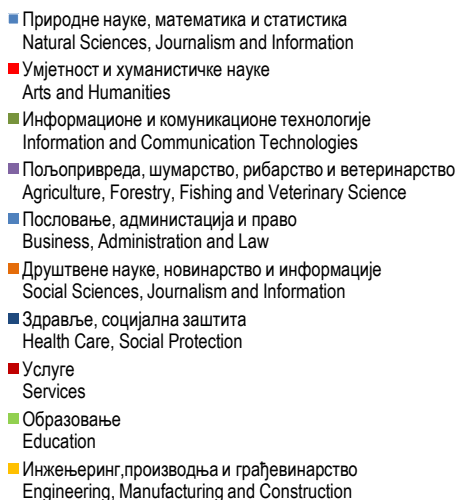 Природне науке, математика и статистика
Natural Sciences, Journalism and Information
Умјетност и хуманистичке науке
Arts and Humanities
Информационе и комуникационе технологије
Information and Communication Technologies
Пољопривреда, шумарство, рибарство и ветеринарство
Agriculture, Forestry, Fishing and Veterinary Science
Пословање, администација и право
Business, Administration and Law
Друштвене науке, новинарство и информације
Social Sciences, Journalism and Information
Здравље, социјална заштита
Health Care, Social Protection
Услуге
Services
Образовање
Education
Инжењеринг,производња и грађевинарство
Engineering, Manufacturing and Construction